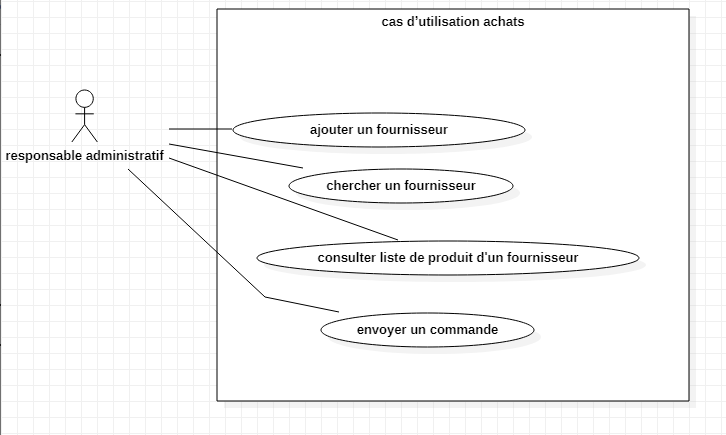 cas d'utilisation achats
responsable administratif
ajouter un fournisseur
chercher un fournisseur
consulter liste de produit d'un fournisseur
envoyer un commande